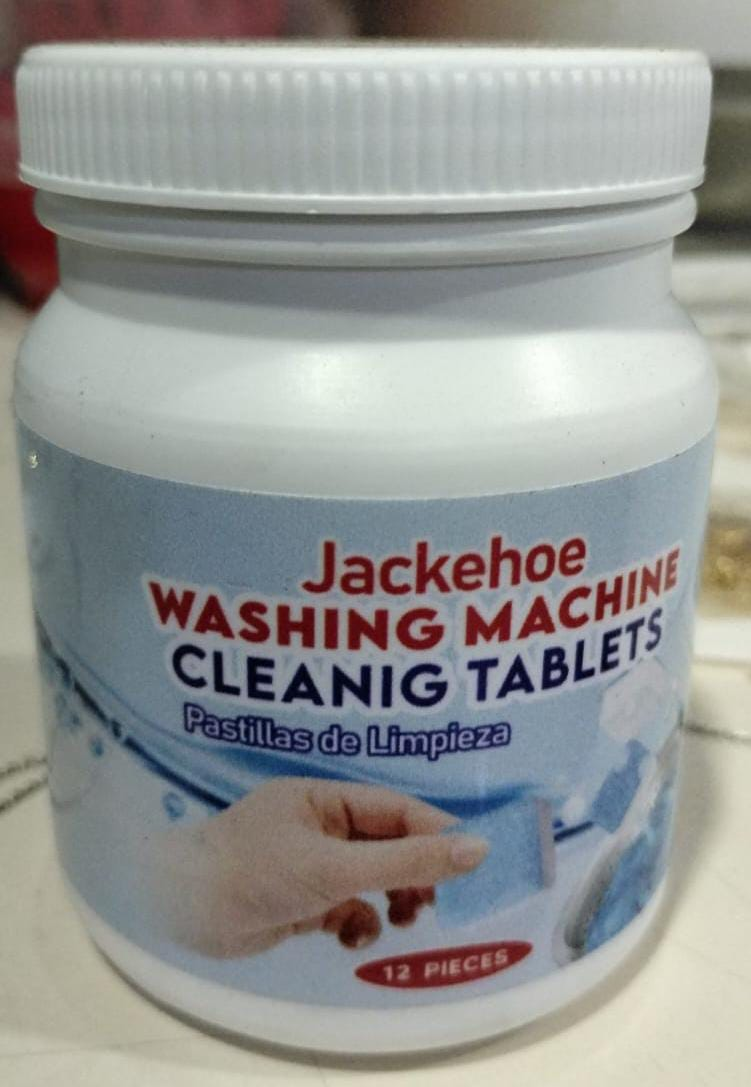 Jackehoe
WASHING MACHINE
CLEANIG TABLETS
Pastillas de Limpieza
12 PIECES